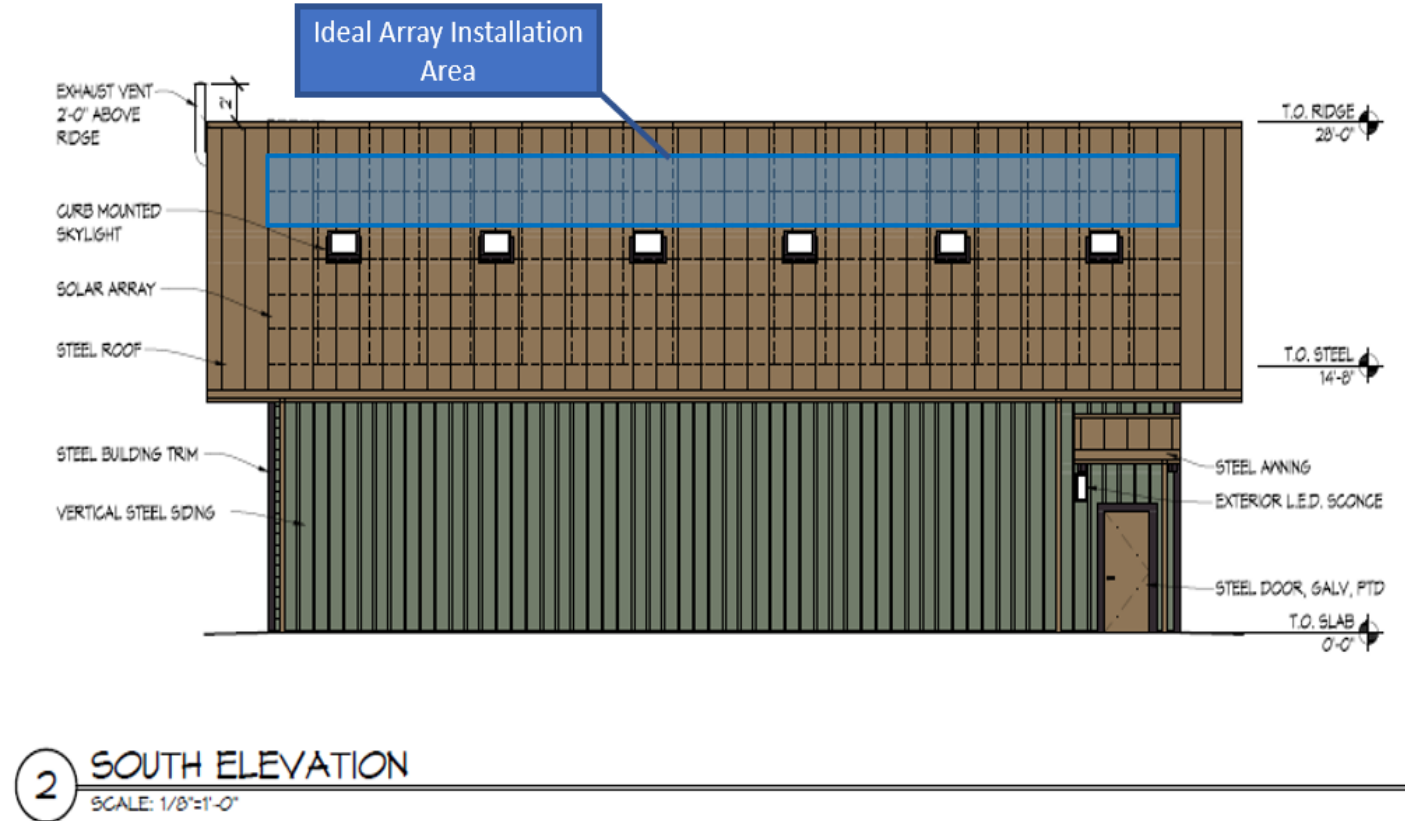 Ideal Array Installation
Area
EXHAUST VENT
2'-0" ABOVE
RIDGE
2'
T.O. RIDGE
28'-0"
CURB MOUNTED
SKYLIGHT
SOLAR ARRAY
STEEL ROOF
T.O. STEEL
14'-8"
STEEL BUILDING TRIM
VERTICAL STEEL SIDING
STEEL AWNING
EXTERIOR L.E.D. SCONCE
STEEL DOOR, GALV, PTD
T.O. SLAB
0'-0"
2
SOUTH ELEVATION
SCALE: 1/8"=1'-0"